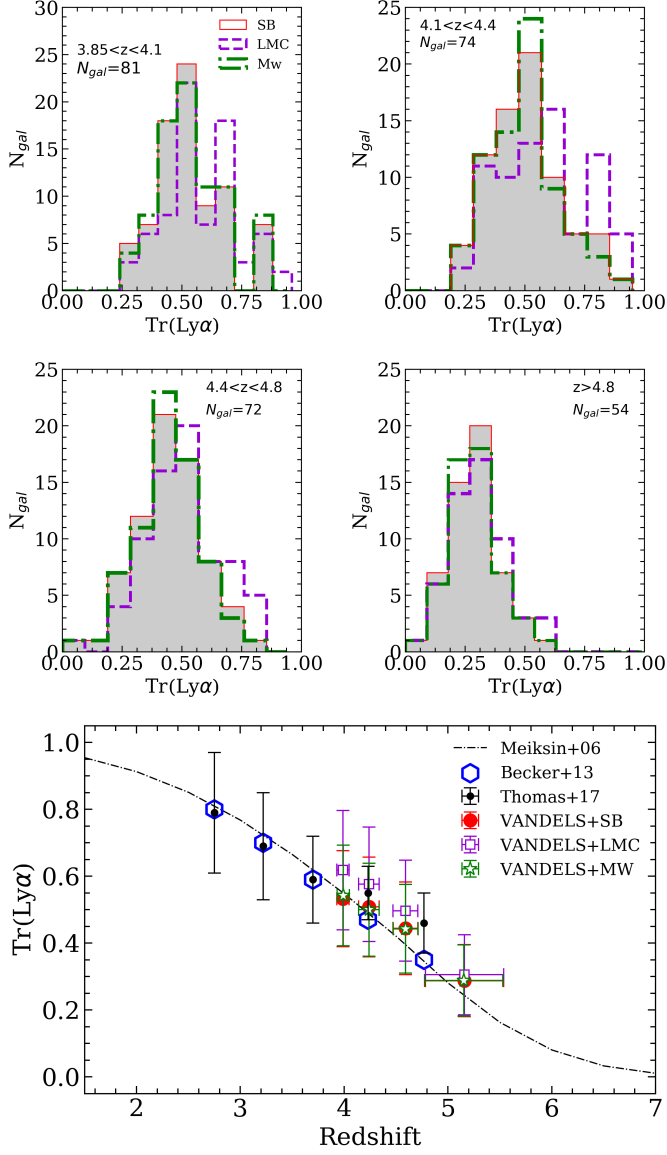 3.85<z<4.1
N_gal=81
SB
LMC
Mw
30
25
20
15
10
5
0
N_gal
0.00 0.25 0.50 0.75 1.00
Tr(Lyα)
4.1<z<4.4
N_gal=74
25
20
15
10
5
0
N_gal
0.00 0.25 0.50 0.75 1.00
Tr(Lyα)
4.4<z<4.8
N_gal=72
25
20
15
10
5
0
N_gal
0.00 0.25 0.50 0.75 1.00
Tr(Lyα)
z>4.8
N_gal=54
25
20
15
10
5
0
N_gal
0.00 0.25 0.50 0.75 1.00
Tr(Lyα)
Meiksin+06
Becker+13
Thomas+17
VANDELS+SB
VANDELS+LMC
VANDELS+MW
1.0
0.8
0.6
0.4
0.2
0.0
Tr(Lyα)
2 3 4 5 6 7
Redshift